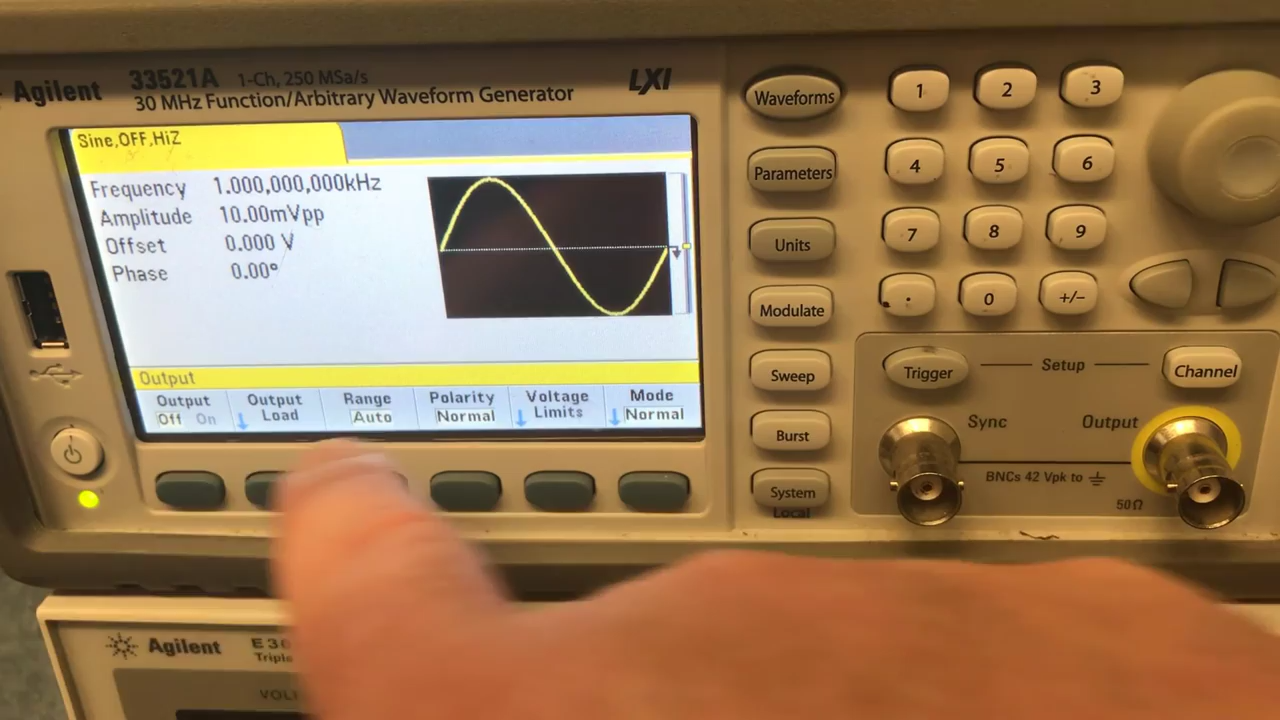 Agilent 33521A 1-Ch, 250 MSa/s LXI
30 MHz Function/Arbitrary Waveform Generator
Sine,OFF,HiZ
Frequency 1.000,000,000kHz
Amplitude 10.00mVpp
Offset 0.000 V
Phase 0.00°
Output
Output Off On
Output Load
Range Auto
Polarity Normal
Voltage Limits
Mode Normal
Waveforms
Parameters
Units
Modulate
Sweep
Burst
System
Local
1 2 3
4 5 6
7 8 9
. 0 +/-
Trigger Setup Channel
Sync Output
BNCs 42 Vpk to
50Ω
Agilent